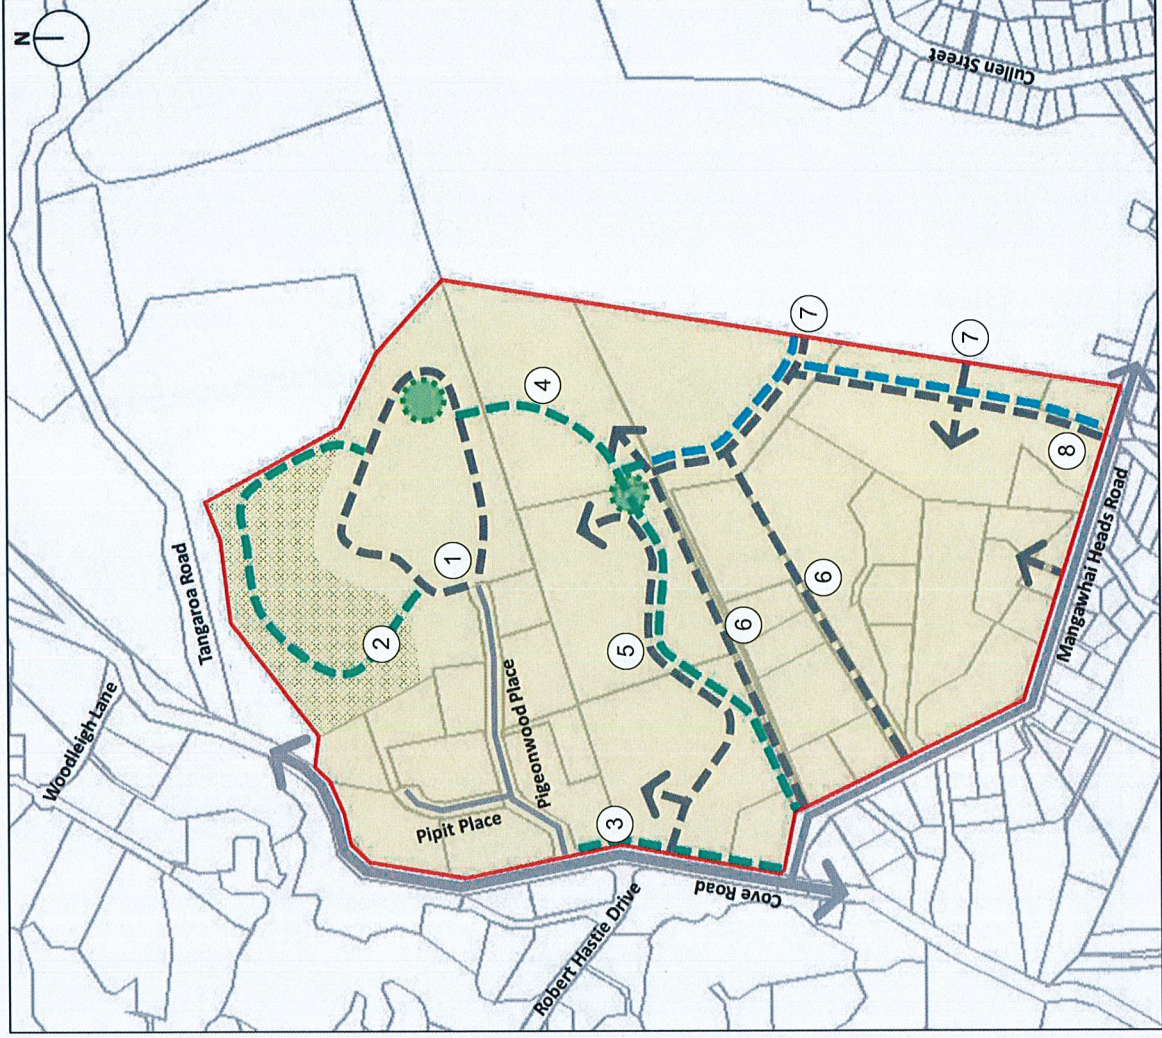 N
Cullen Street
Tangaroa Road
Woodleigh Lane
7
7
4
1
2
6
8
5
6
Mangawhai Heads Road
Pigeonwood Place
Pipit Place
3
Cove Road
Robert Hastie Drive